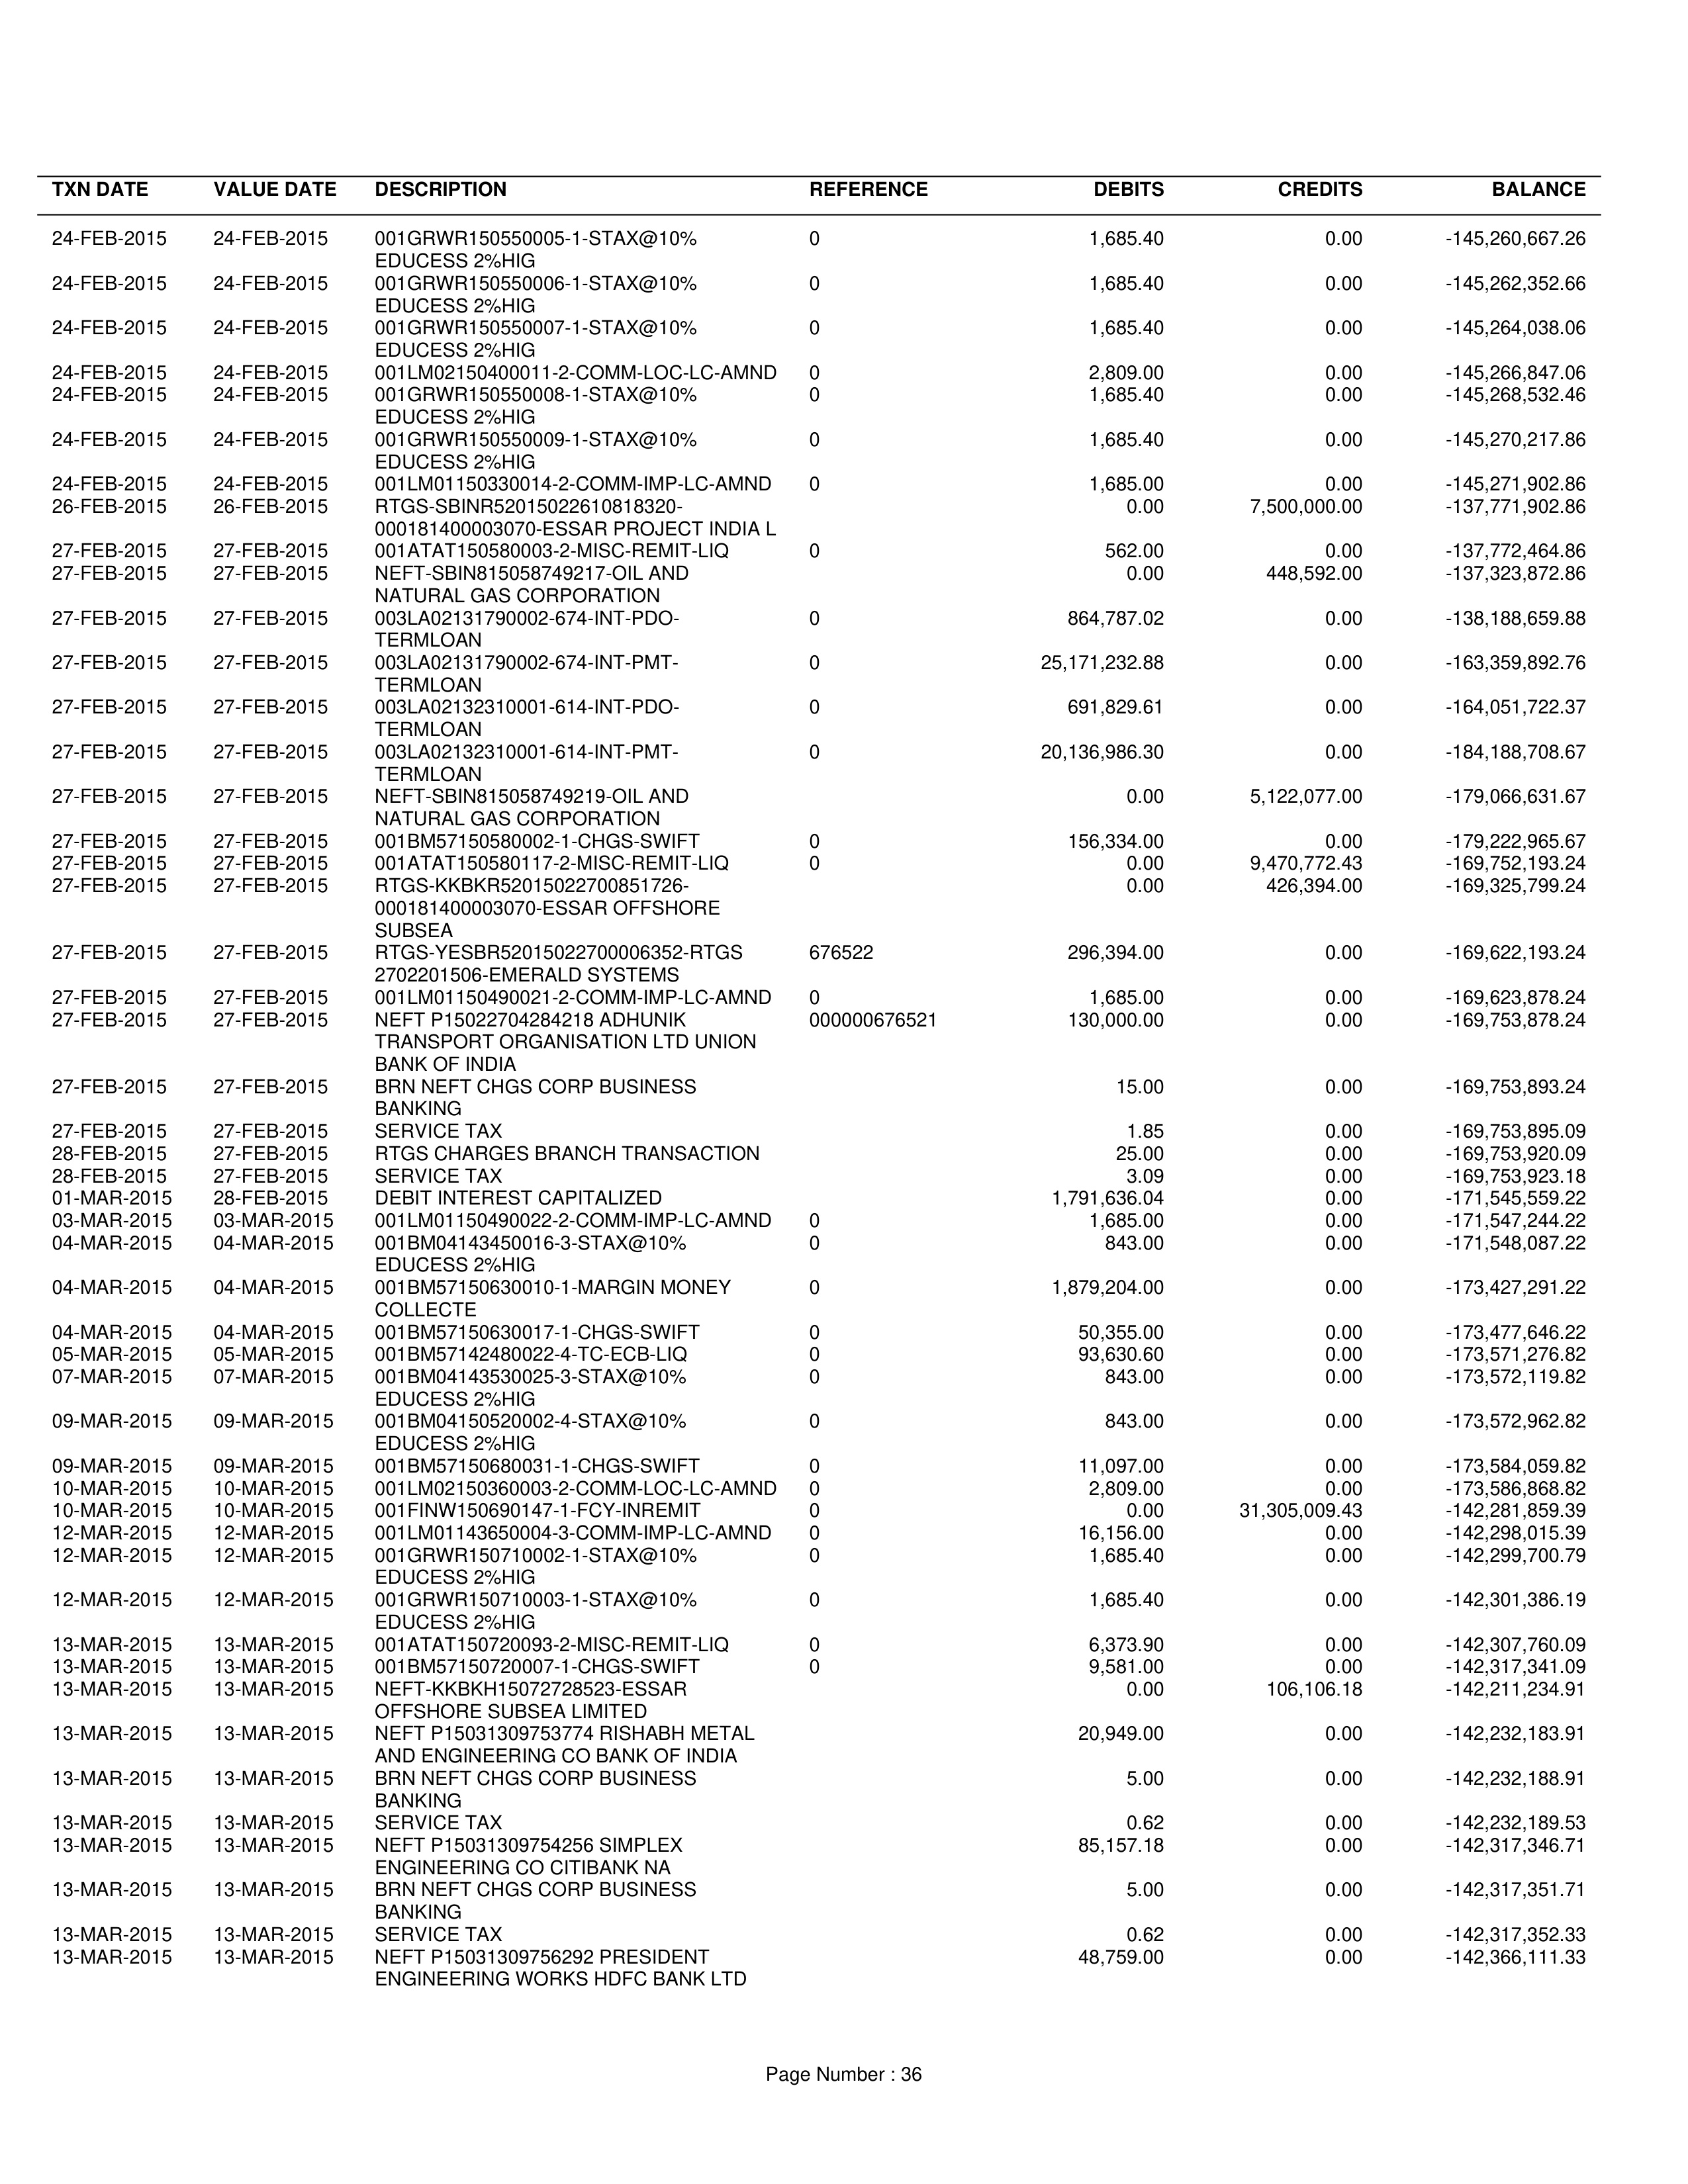 TXN DATE VALUE DATE DESCRIPTION REFERENCE DEBITS CREDITS BALANCE
24-FEB-2015 24-FEB-2015 001GRWR150550005-1-STAX@10% 0 1,685.40 0.00 -145,260,667.26
EDUCESS 2%HIG
24-FEB-2015 24-FEB-2015 001GRWR150550006-1-STAX@10% 0 1,685.40 0.00 -145,262,352.66
EDUCESS 2%HIG
24-FEB-2015 24-FEB-2015 001GRWR150550007-1-STAX@10% 0 1,685.40 0.00 -145,264,038.06
EDUCESS 2%HIG
24-FEB-2015 24-FEB-2015 001LM02150400011-2-COMM-LOC-LC-AMND 0 2,809.00 0.00 -145,266,847.06
24-FEB-2015 24-FEB-2015 001GRWR150550008-1-STAX@10% 0 1,685.40 0.00 -145,268,532.46
EDUCESS 2%HIG
24-FEB-2015 24-FEB-2015 001GRWR150550009-1-STAX@10% 0 1,685.40 0.00 -145,270,217.86
EDUCESS 2%HIG
24-FEB-2015 24-FEB-2015 001LM01150330014-2-COMM-IMP-LC-AMND 0 1,685.00 0.00 -145,271,902.86
26-FEB-2015 26-FEB-2015 RTGS-SBINR52015022610818320- 0.00 7,500,000.00 -137,771,902.86
000181400003070-ESSAR PROJECT INDIA L
27-FEB-2015 27-FEB-2015 001ATAT150580003-2-MISC-REMIT-LIQ 0 562.00 0.00 -137,772,464.86
27-FEB-2015 27-FEB-2015 NEFT-SBIN815058749217-OIL AND 0.00 448,592.00 -137,323,872.86
NATURAL GAS CORPORATION
27-FEB-2015 27-FEB-2015 003LA02131790002-674-INT-PDO- 0 864,787.02 0.00 -138,188,659.88
TERMLOAN
27-FEB-2015 27-FEB-2015 003LA02131790002-674-INT-PMT- 0 25,171,232.88 0.00 -163,359,892.76
TERMLOAN
27-FEB-2015 27-FEB-2015 003LA02132310001-614-INT-PDO- 0 691,829.61 0.00 -164,051,722.37
TERMLOAN
27-FEB-2015 27-FEB-2015 003LA02132310001-614-INT-PMT- 0 20,136,986.30 0.00 -184,188,708.67
TERMLOAN
27-FEB-2015 27-FEB-2015 NEFT-SBIN815058749219-OIL AND 0.00 5,122,077.00 -179,066,631.67
NATURAL GAS CORPORATION
27-FEB-2015 27-FEB-2015 001BM57150580002-1-CHGS-SWIFT 0 156,334.00 0.00 -179,222,965.67
27-FEB-2015 27-FEB-2015 001ATAT150580117-2-MISC-REMIT-LIQ 0 0.00 9,470,772.43 -169,752,193.24
27-FEB-2015 27-FEB-2015 RTGS-KKBKR52015022700851726- 0.00 426,394.00 -169,325,799.24
000181400003070-ESSAR OFFSHORE
SUBSEA
27-FEB-2015 27-FEB-2015 RTGS-YESBR52015022700006352-RTGS 676522 296,394.00 0.00 -169,622,193.24
2702201506-EMERALD SYSTEMS
27-FEB-2015 27-FEB-2015 001LM01150490021-2-COMM-IMP-LC-AMND 0 1,685.00 0.00 -169,623,878.24
27-FEB-2015 27-FEB-2015 NEFT P15022704284218 ADHUNIK 000000676521 130,000.00 0.00 -169,753,878.24
TRANSPORT ORGANISATION LTD UNION
BANK OF INDIA
27-FEB-2015 27-FEB-2015 BRN NEFT CHGS CORP BUSINESS 15.00 0.00 -169,753,893.24
BANKING
27-FEB-2015 27-FEB-2015 SERVICE TAX 1.85 0.00 -169,753,895.09
28-FEB-2015 27-FEB-2015 RTGS CHARGES BRANCH TRANSACTION 25.00 0.00 -169,753,920.09
28-FEB-2015 27-FEB-2015 SERVICE TAX 3.09 0.00 -169,753,923.18
01-MAR-2015 28-FEB-2015 DEBIT INTEREST CAPITALIZED 1,791,636.04 0.00 -171,545,559.22
03-MAR-2015 03-MAR-2015 001LM01150490022-2-COMM-IMP-LC-AMND 0 1,685.00 0.00 -171,547,244.22
04-MAR-2015 04-MAR-2015 001BM04143450016-3-STAX@10% 0 843.00 0.00 -171,548,087.22
EDUCESS 2%HIG
04-MAR-2015 04-MAR-2015 001BM57150630010-1-MARGIN MONEY 0 1,879,204.00 0.00 -173,427,291.22
COLLECTE
04-MAR-2015 04-MAR-2015 001BM57150630017-1-CHGS-SWIFT 0 50,355.00 0.00 -173,477,646.22
05-MAR-2015 05-MAR-2015 001BM57142480022-4-TC-ECB-LIQ 0 93,630.60 0.00 -173,571,276.82
07-MAR-2015 07-MAR-2015 001BM04143530025-3-STAX@10% 0 843.00 0.00 -173,572,119.82
EDUCESS 2%HIG
09-MAR-2015 09-MAR-2015 001BM04150520002-4-STAX@10% 0 843.00 0.00 -173,572,962.82
EDUCESS 2%HIG
09-MAR-2015 09-MAR-2015 001BM57150680031-1-CHGS-SWIFT 0 11,097.00 0.00 -173,584,059.82
10-MAR-2015 10-MAR-2015 001LM02150360003-2-COMM-LOC-LC-AMND 0 2,809.00 0.00 -173,586,868.82
10-MAR-2015 10-MAR-2015 001FINW150690147-1-FCY-INREMIT 0 0.00 31,305,009.43 -142,281,859.39
12-MAR-2015 12-MAR-2015 001LM01143650004-3-COMM-IMP-LC-AMND 0 16,156.00 0.00 -142,298,015.39
12-MAR-2015 12-MAR-2015 001GRWR150710002-1-STAX@10% 0 1,685.40 0.00 -142,299,700.79
EDUCESS 2%HIG
12-MAR-2015 12-MAR-2015 001GRWR150710003-1-STAX@10% 0 1,685.40 0.00 -142,301,386.19
EDUCESS 2%HIG
13-MAR-2015 13-MAR-2015 001ATAT150720093-2-MISC-REMIT-LIQ 0 6,373.90 0.00 -142,307,760.09
13-MAR-2015 13-MAR-2015 001BM57150720007-1-CHGS-SWIFT 0 9,581.00 0.00 -142,317,341.09
13-MAR-2015 13-MAR-2015 NEFT-KKBKH15072728523-ESSAR 0.00 106,106.18 -142,211,234.91
OFFSHORE SUBSEA LIMITED
13-MAR-2015 13-MAR-2015 NEFT P15031309753774 RISHABH METAL 20,949.00 0.00 -142,232,183.91
AND ENGINEERING CO BANK OF INDIA
13-MAR-2015 13-MAR-2015 BRN NEFT CHGS CORP BUSINESS 5.00 0.00 -142,232,188.91
BANKING
13-MAR-2015 13-MAR-2015 SERVICE TAX 0.62 0.00 -142,232,189.53
13-MAR-2015 13-MAR-2015 NEFT P15031309754256 SIMPLEX 85,157.18 0.00 -142,317,346.71
ENGINEERING CO CITIBANK NA
13-MAR-2015 13-MAR-2015 BRN NEFT CHGS CORP BUSINESS 5.00 0.00 -142,317,351.71
BANKING
13-MAR-2015 13-MAR-2015 SERVICE TAX 0.62 0.00 -142,317,352.33
13-MAR-2015 13-MAR-2015 NEFT P15031309756292 PRESIDENT 48,759.00 0.00 -142,366,111.33
ENGINEERING WORKS HDFC BANK LTD
Page Number : 36